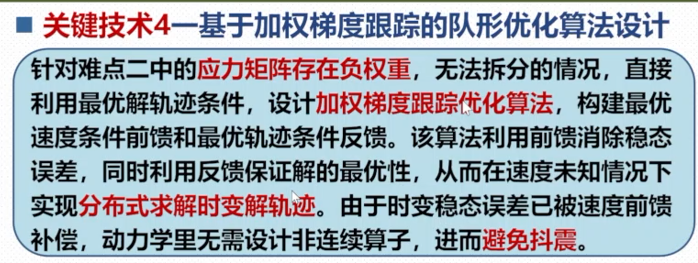 关键技术4—基于加权梯度跟踪的队形优化算法设计
针对难点二中的应力矩阵存在负权重，无法拆分的情况，直接
利用最优解轨迹条件，设计加权梯度跟踪优化算法，构建最优
速度条件前馈和最优轨迹条件反馈。该算法利用前馈消除稳态
误差，同时利用反馈保证解的最优性，从而在速度未知情况下
实现分布式求解时变解轨迹。由于时变稳态误差已被速度前馈
补偿，动力学里无需设计非连续算子，进而避免抖震。